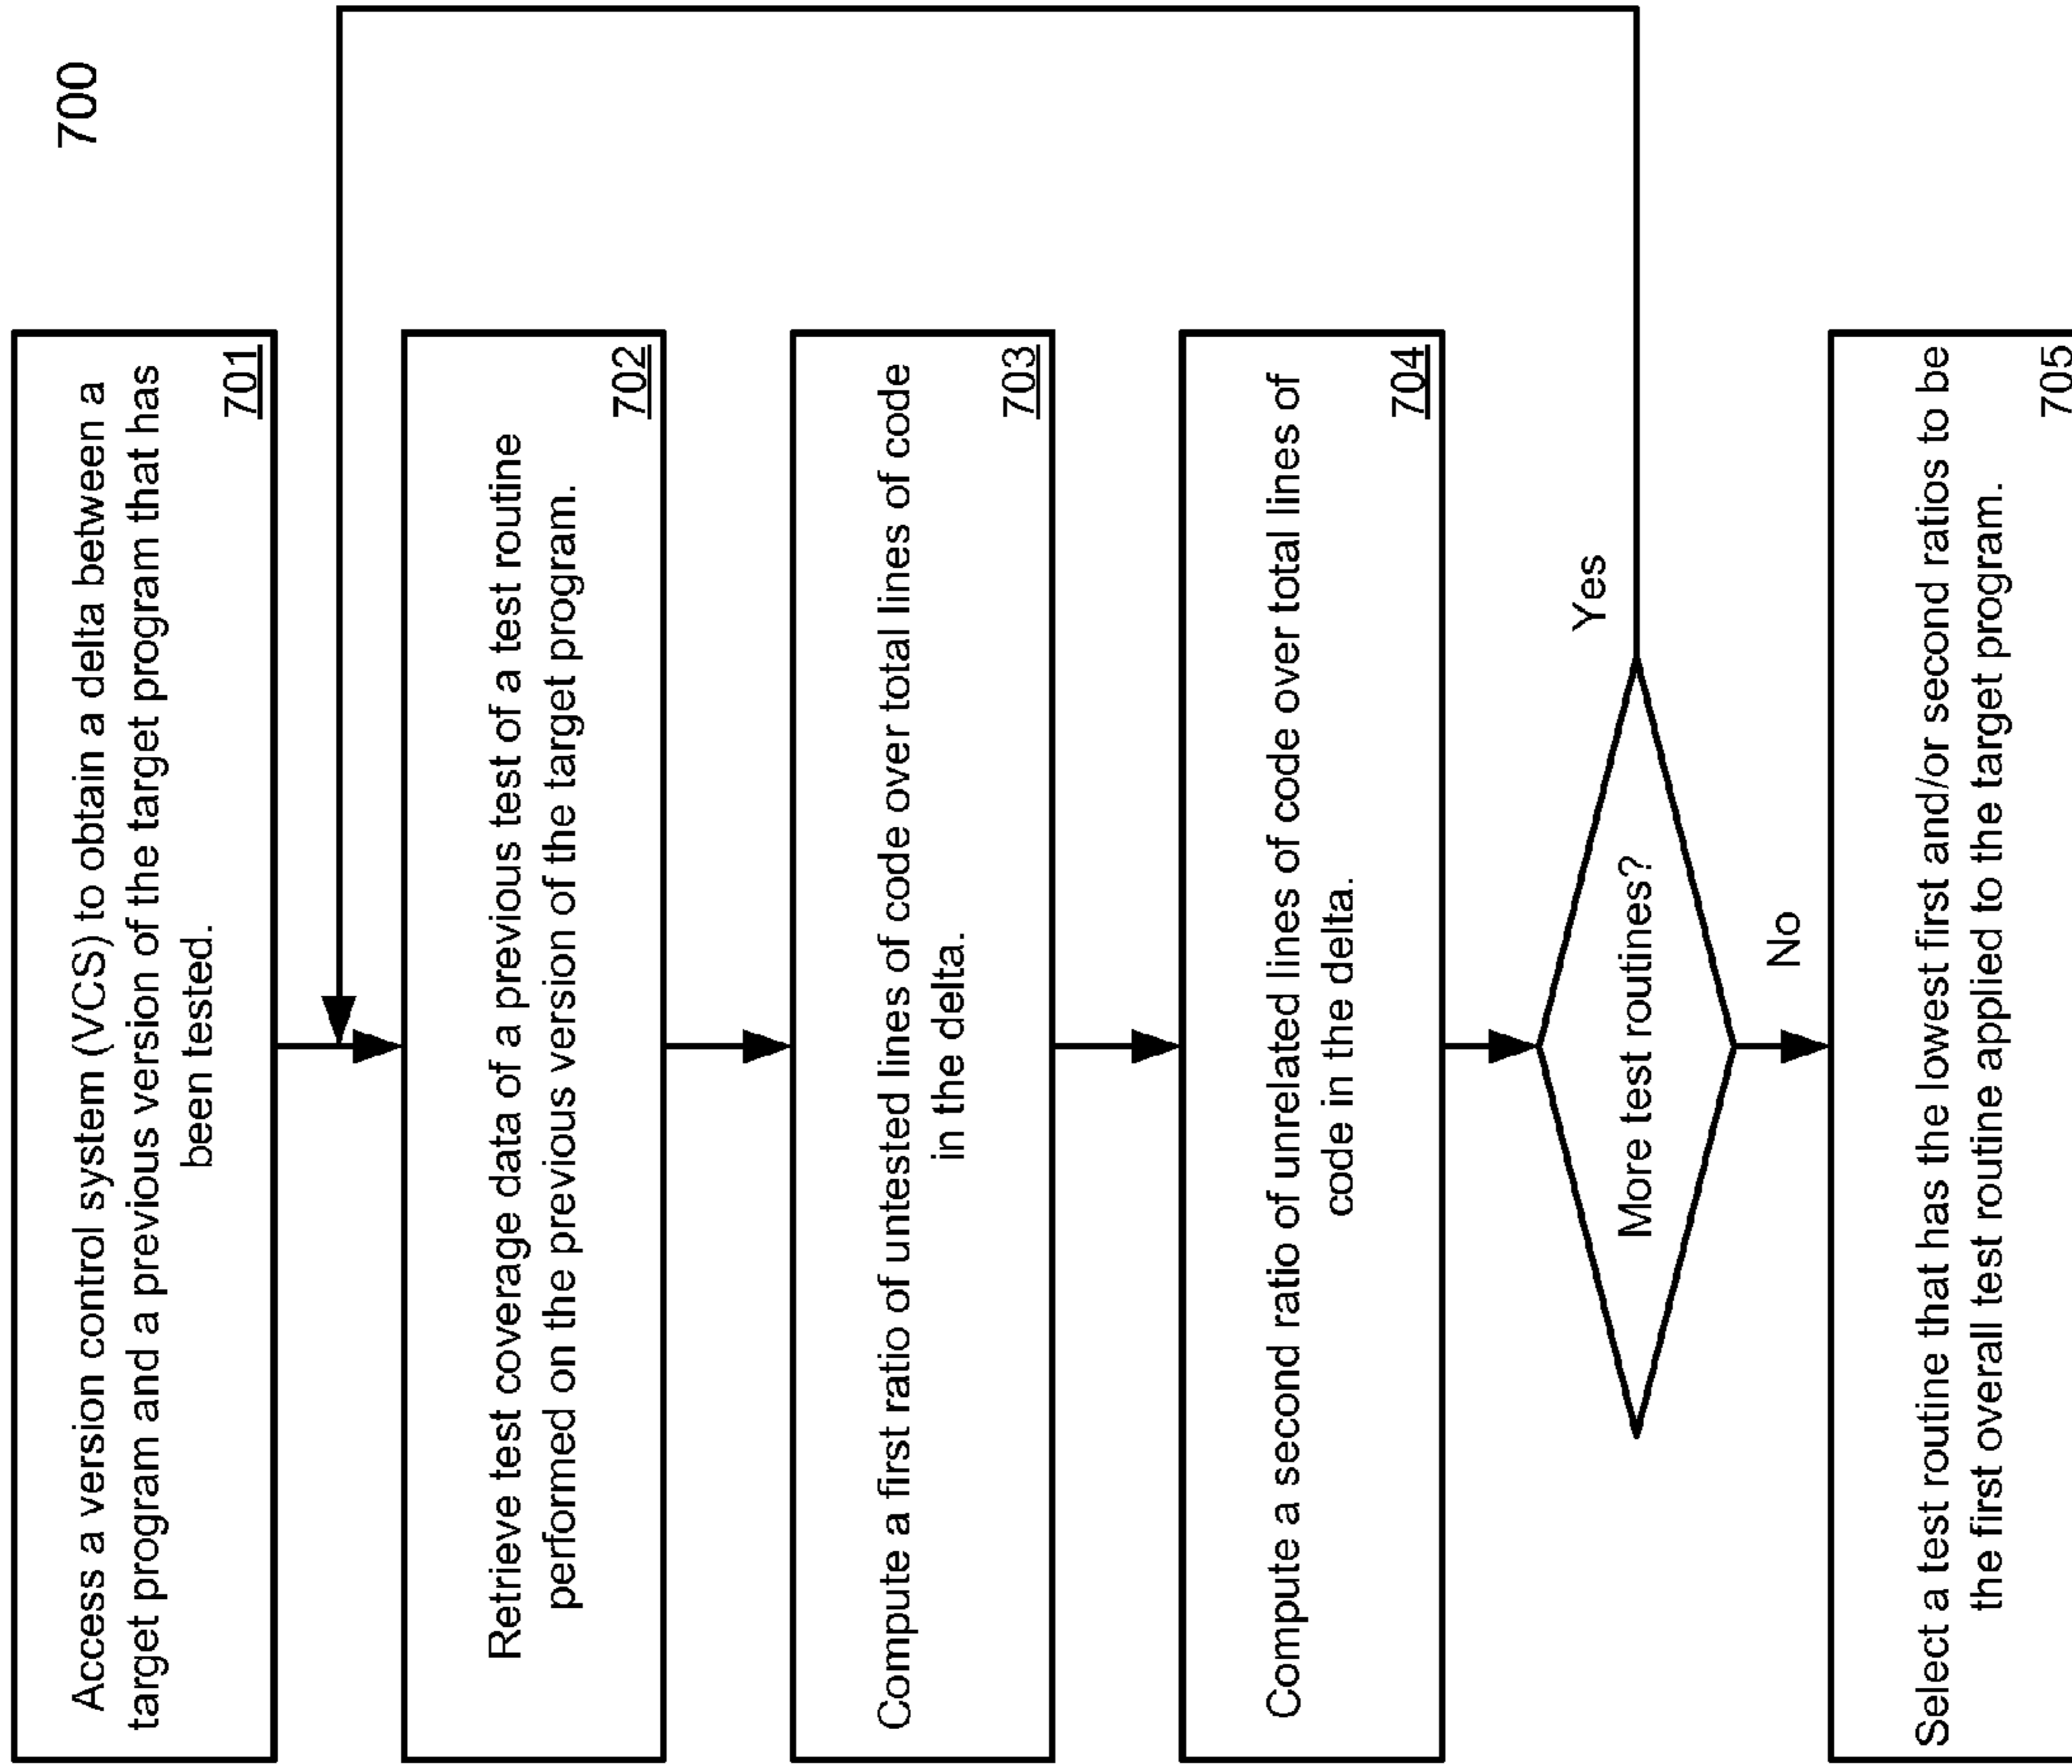 700
Access a version control system (VCS) to obtain a delta between a
target program and a previous version of the target program that has
been tested.
701
Retrieve test coverage data of a previous test of a test routine
performed on the previous version of the target program.
702
Compute a first ratio of untested lines of code over total lines of code
in the delta.
703
Compute a second ratio of unrelated lines of code over total lines of
code in the delta.
704
More test routines?
Yes
No
Select a test routine that has the lowest first and/or second ratios to be
the first overall test routine applied to the target program.
705